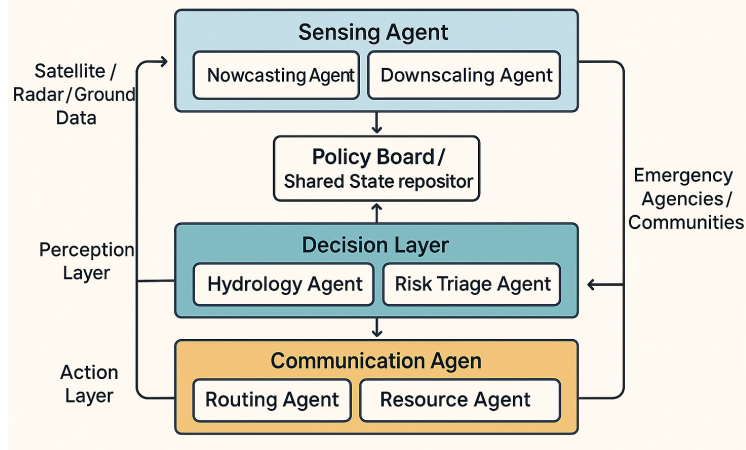 Sensing Agent
Nowcasting Agent
Downscaling Agent
Satellite /
Radar/Ground
Data
Policy Board/
Shared State repositor
Emergency
Agencies/
Communities
Perception
Layer
Decision Layer
Hydrology Agent
Risk Triage Agent
Action
Layer
Communication Agen
Routing Agent
Resource Agent